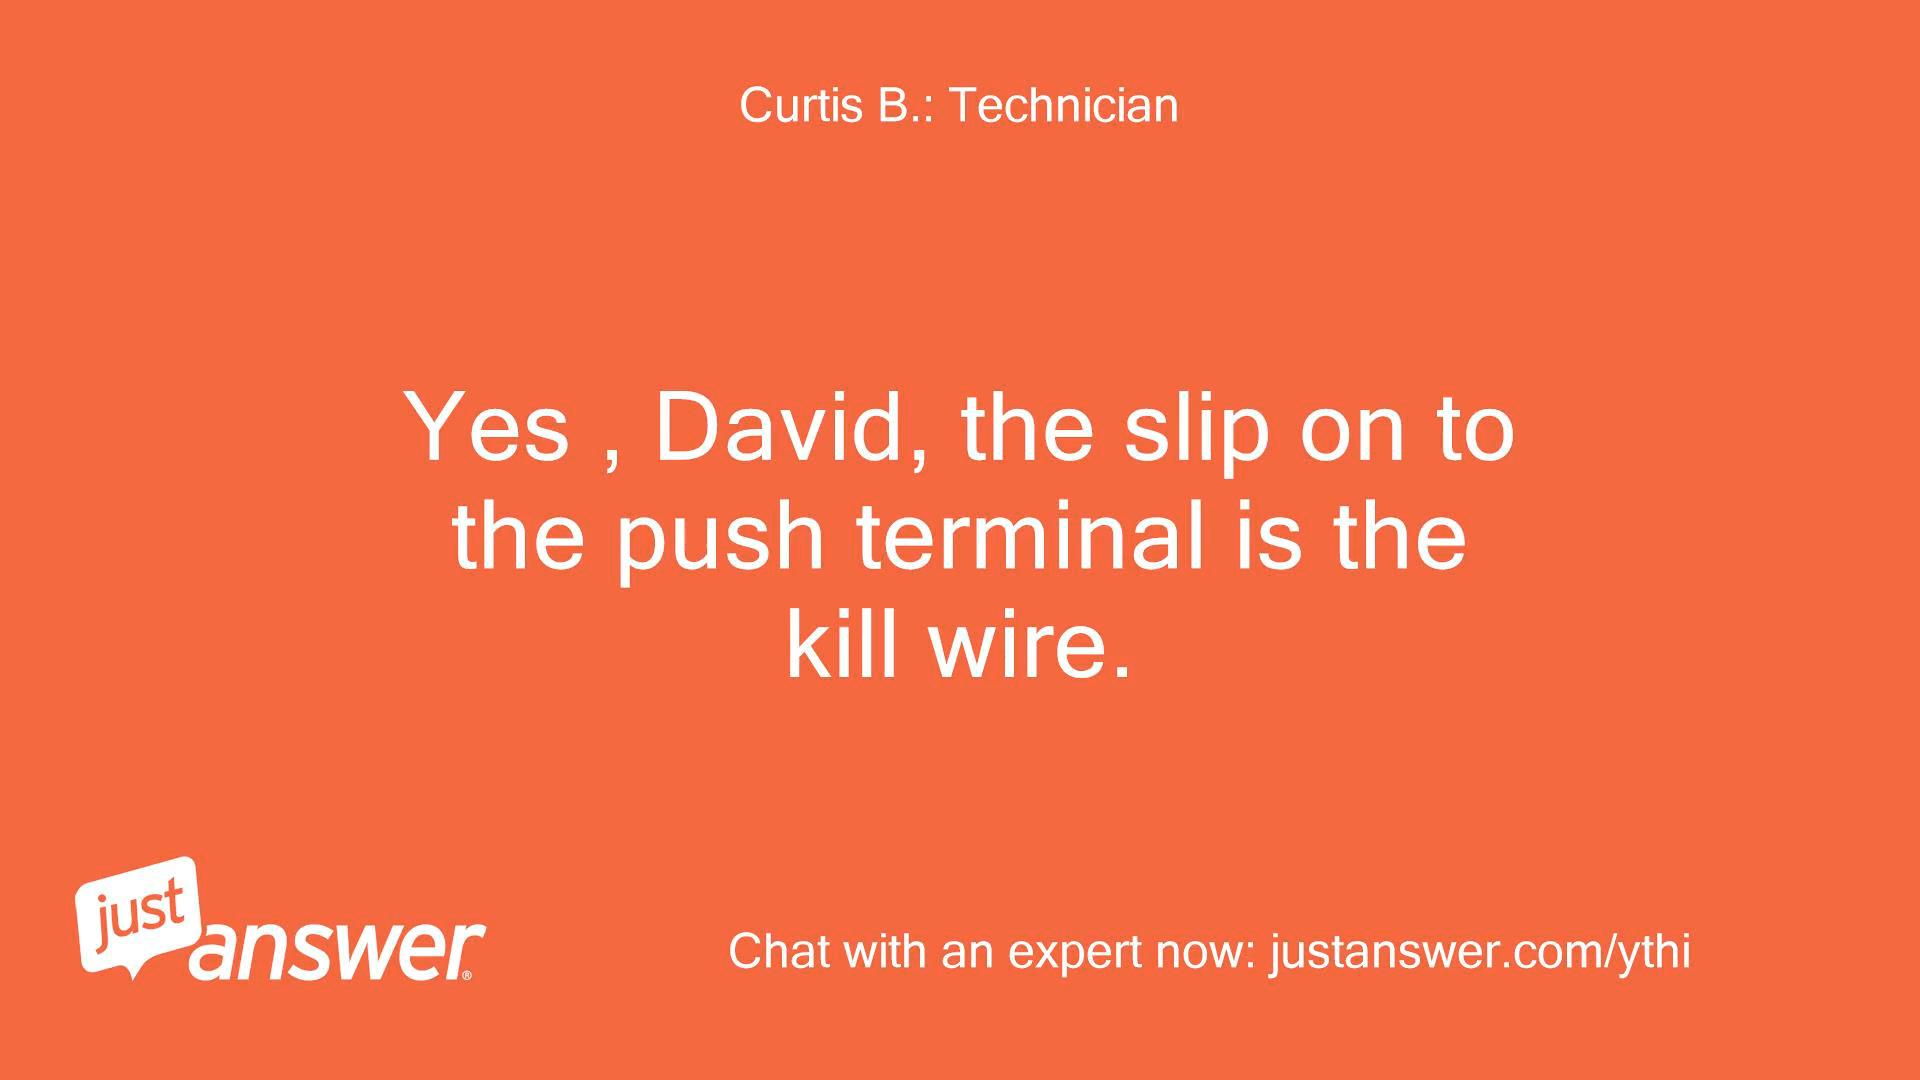 Curtis B.: Technician
Yes , David, the slip on to
the push terminal is the
kill wire.
just
answer®
Chat with an expert now: justanswer.com/ythi